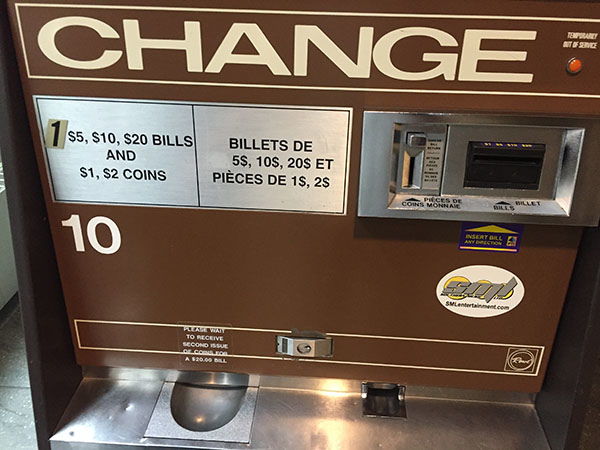 CHANGE
TEMPORARILY
OUT OF SERVICE
1
$5, $10, $20 BILLS
AND
$1, $2 COINS
BILLETS DE
5$, 10$, 20$ ET
PIÈCES DE 1$, 2$
PIÈCES DE
COINS MONNAIE
BILLET
BILLS
INSERT BILL
ANY DIRECTION
10
sml
SMLentertainment.com
PLEASE WAIT
TO RECEIVE
SECOND ISSUE
OF COINS FOR
A $20.00 BILL
Rowe